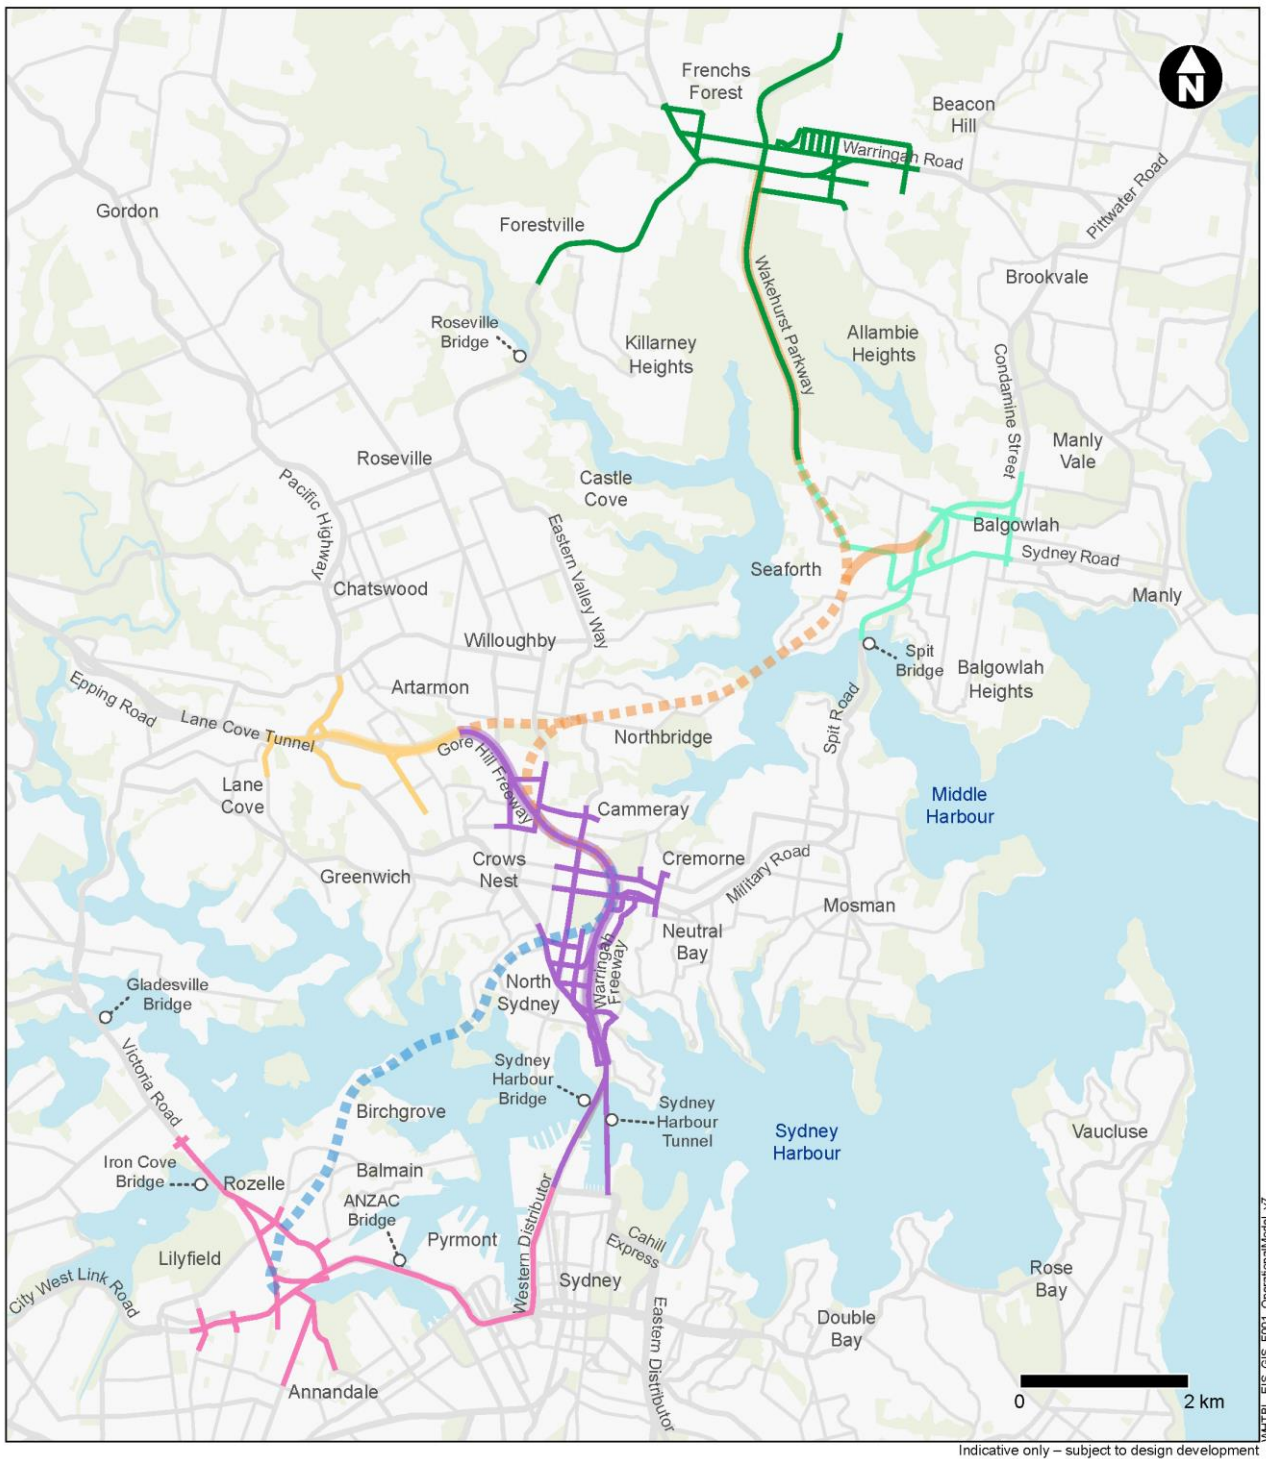 N
Frenchs
Forest
Beacon
Hill
Warringah Road
Pittwater Road
Gordon
Forestville
Brookvale
Wakehurst Parkway
Roseville
Bridge
Killarney
Heights
Allambie
Heights
Condamine Street
Manly
Vale
Roseville
Castle
Cove
Pacific Highway
Eastern Valley Way
Balgowlah
Sydney Road
Seaforth
Chatswood
Manly
Willoughby
Spit
Bridge
Balgowlah
Heights
Artarmon
Epping Road
Lane Cove Tunnel
Spit Road
Northbridge
Gore Hill Freeway
Lane
Cove
Middle
Harbour
Cammeray
Crows
Nest
Cremorne
Military Road
Greenwich
Mosman
Neutral
Bay
Warringah
Freeway
North
Sydney
Gladesville
Bridge
Victoria Road
Sydney
Harbour
Bridge
Sydney
Harbour
Tunnel
Birchgrove
Sydney
Harbour
Vaucluse
Iron Cove
Bridge
Rozelle
Balmain
ANZAC
Bridge
Western Distributor
Pyrmont
Cahill
Express
Lilyfield
City West Link Road
Sydney
Rose
Bay
Eastern Distributor
Double
Bay
Annandale
0 2 km
Indicative only – subject to design development